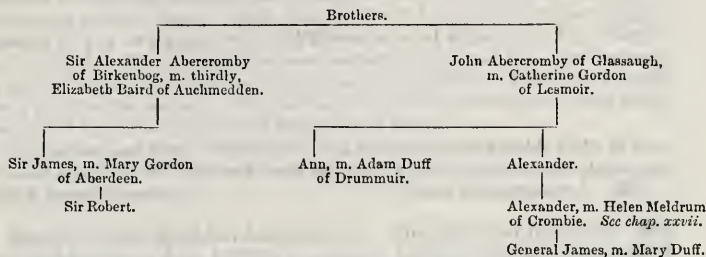 Brothers.
Sir Alexander Abercromby
of Birkenbog, m. thirdly,
Elizabeth Baird of Auchmedden.
John Abercromby of Glassaugh,
m. Catherine Gordon
of Lesmoir.
Sir James, m. Mary Gordon
of Aberdeen.
Ann, m. Adam Duff
of Drummuir.
Alexander.
Sir Robert.
Alexander, m. Helen Meldrum
of Crombie. See chap. xxvii.
General James, m. Mary Duff.